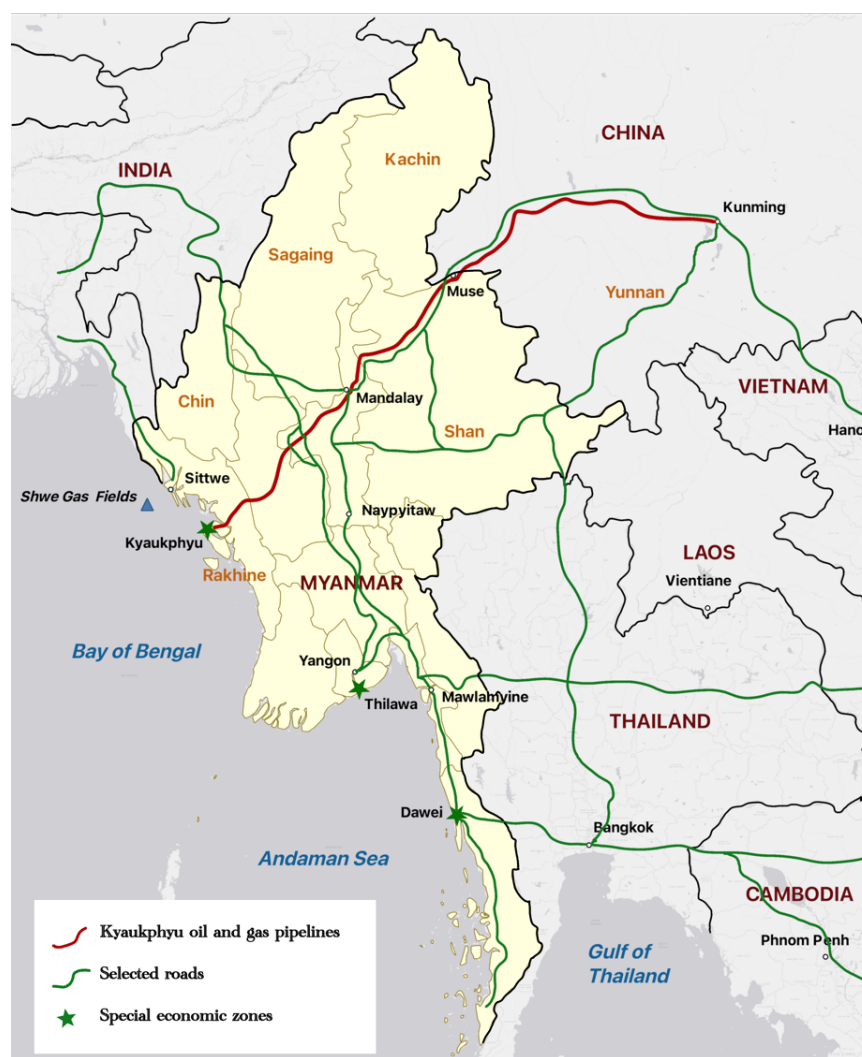 CHINA
Kachin
INDIA
Kunming
Sagaing
Muse
Yunnan
VIETNAM
Mandalay
Chin
Shan
Hano
Sittwe
Shwe Gas Fields
Naypyitaw
Kyaukphyu
LAOS
Rakhine
MYANMAR
Vientiane
Bay of Bengal
Yangon
Thilawa
Mawlamyine
THAILAND
Dawei
Bangkok
Andaman Sea
CAMBODIA
Phnom Penh
Gulf of
Thailand
Kyaukphyu oil and gas pipelines
Selected roads
Special economic zones